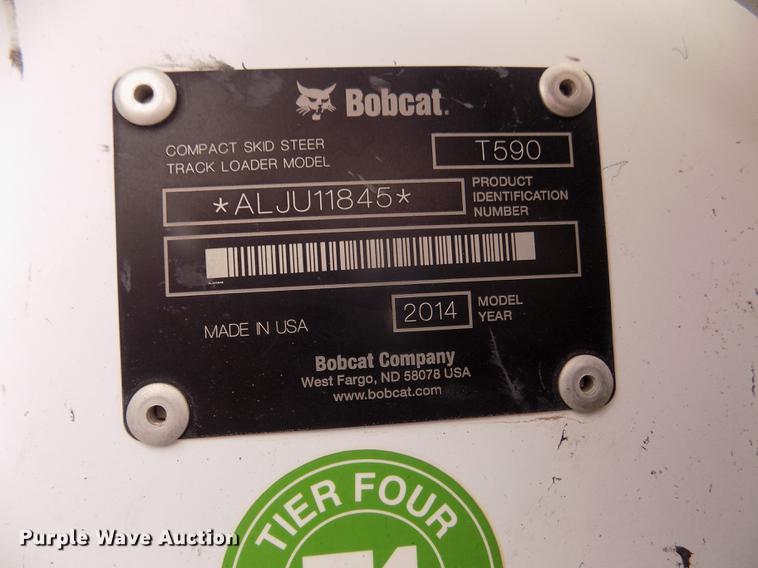 Bobcat.
COMPACT SKID STEER
TRACK LOADER MODEL
T590
*ALJU11845*
PRODUCT
IDENTIFICATION
NUMBER
MADE IN USA
2014
MODEL
YEAR
Bobcat Company
West Fargo, ND 58078 USA
www.bobcat.com
TIER FOUR
Purple Wave Auction